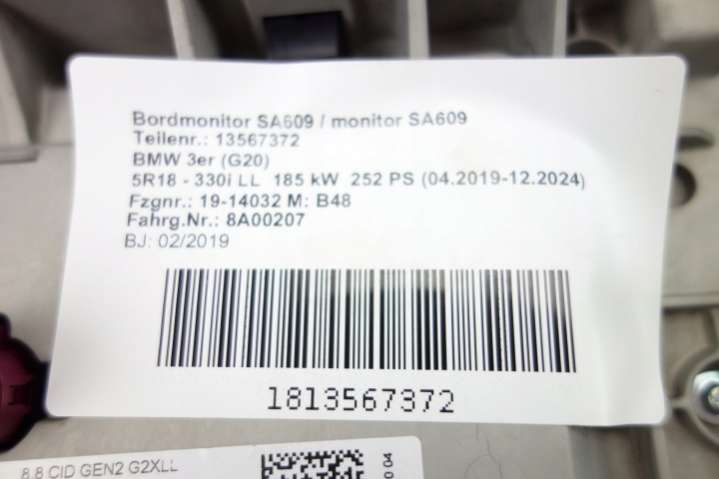 Bordmonitor SA609 / monitor SA609
Teilenr.: 13567372
BMW 3er (G20)
5R18 - 330i LL 185 kW 252 PS (04.2019-12.2024)
Fzgnr.: 19-14032 M: B48
Fahrg.Nr.: 8A00207
BJ: 02/2019
1813567372
8.8 CID GEN2 G2XLL